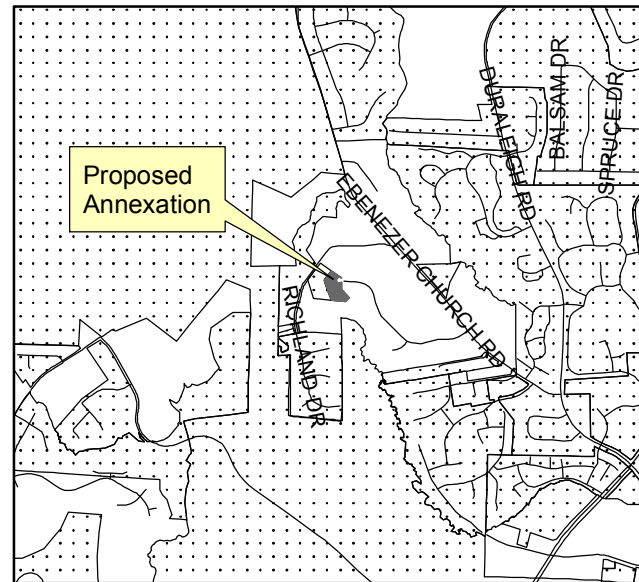 Proposed
Annexation
BALSAM DR
SPRUCE DR
DURALEIGH RD
EBENEZER CHURCH RD
RICHLAND DR